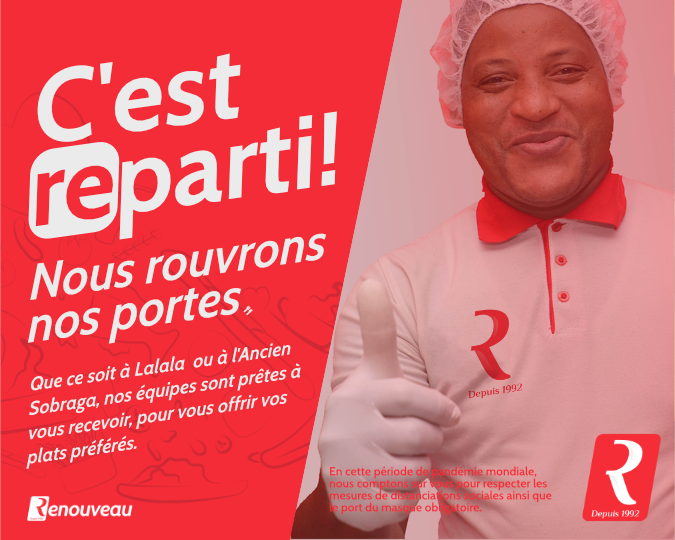 C'est
reparti!
Nous rouvrons
nos portes,,
Que ce soit à Lalala ou à l'Ancien
Sobraga, nos équipes sont prêtes à
vous recevoir, pour vous offrir vos
plats préférés.
Renouveau
R
Depuis 1992
En cette période de pandémie mondiale,
nous comptons sur vous pour respecter les
mesures de distanciations sociales ainsi que
le port du masque obligatoire.
R
Depuis 1992